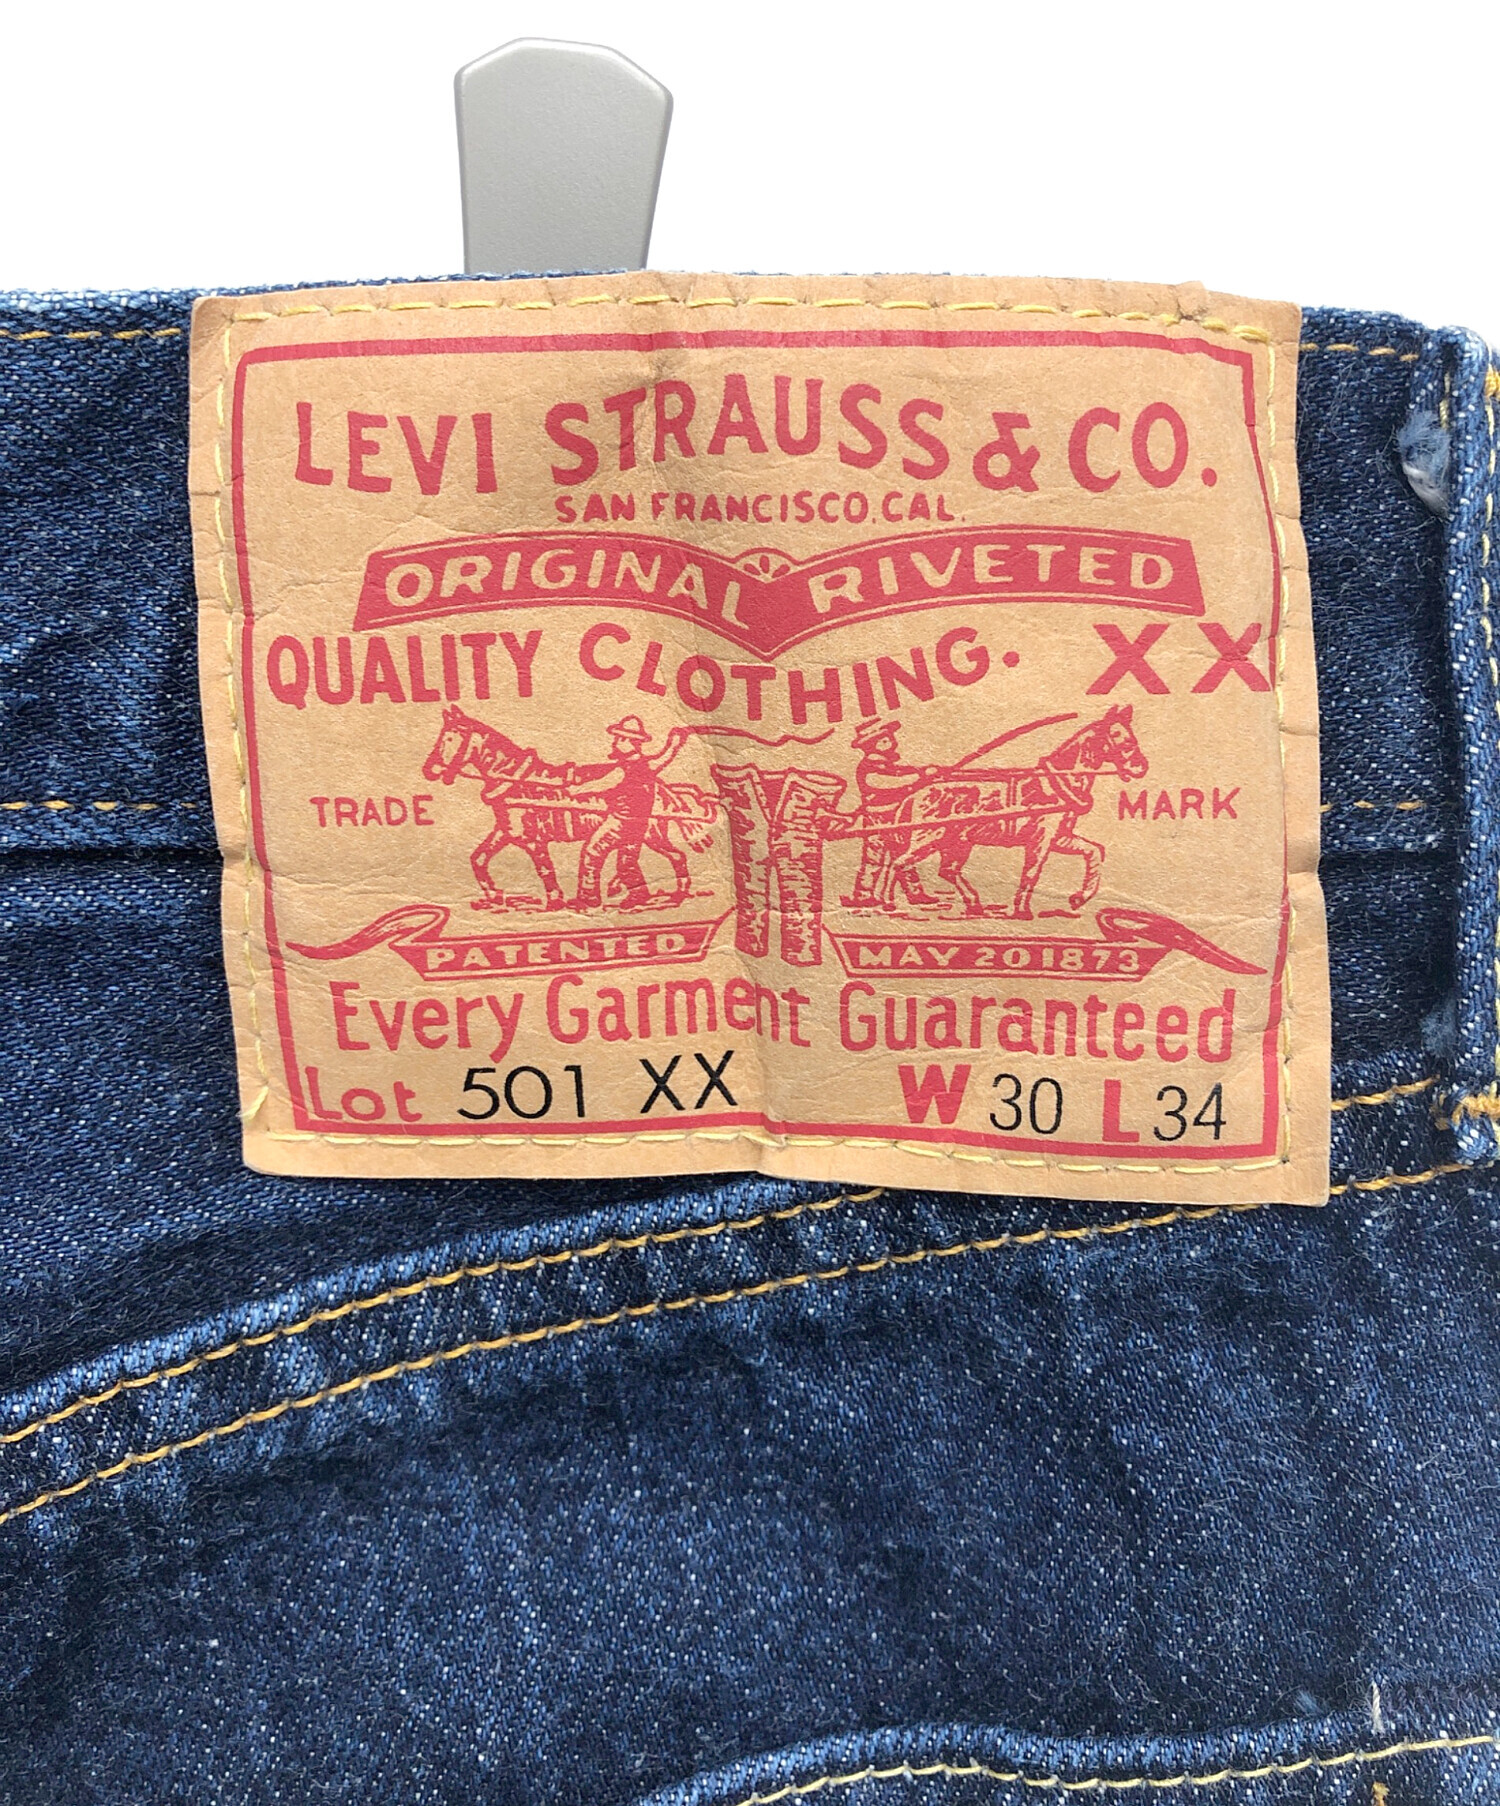 LEVI STRAUSS & CO.
SAN FRANCISCO, CAL.
ORIGINAL RIVETED
QUALITY CLOTHING. XX
TRADE MARK
PATENTED MAY 20 1873
Every Garment Guaranteed
Lot 501 XX W 30 L 34